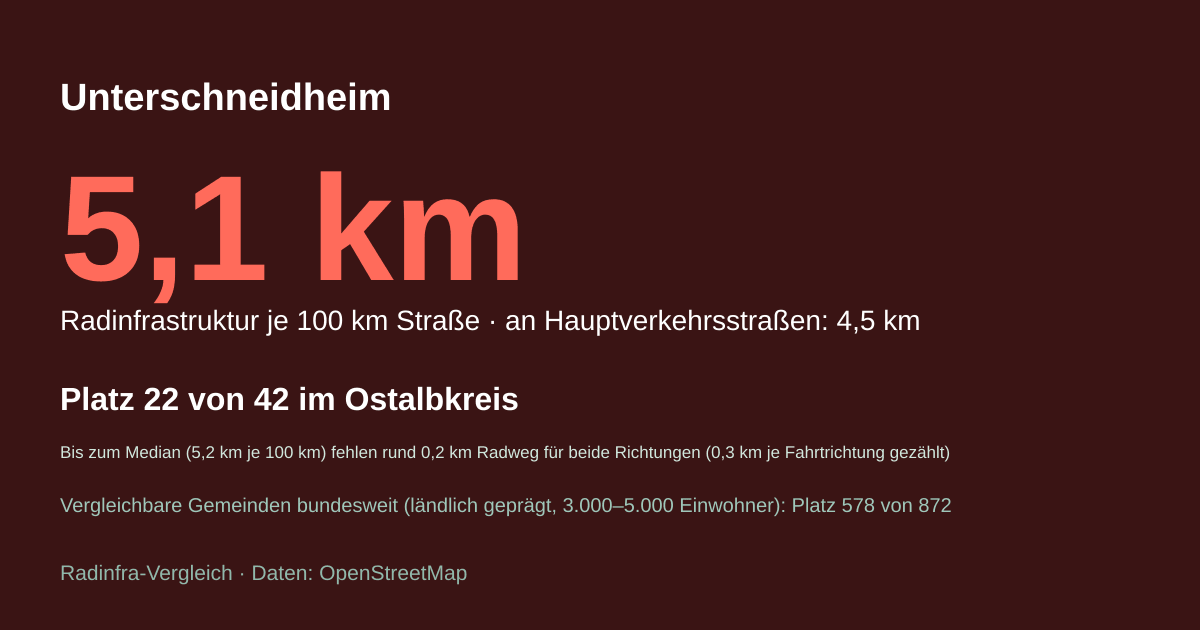 Unterschneidheim
5,1 km
Radinfrastruktur je 100 km Straße · an Hauptverkehrsstraßen: 4,5 km
Platz 22 von 42 im Ostalbkreis
Bis zum Median (5,2 km je 100 km) fehlen rund 0,2 km Radweg für beide Richtungen (0,3 km je Fahrtrichtung gezählt)
Vergleichbare Gemeinden bundesweit (ländlich geprägt, 3.000–5.000 Einwohner): Platz 578 von 872
Radinfra-Vergleich · Daten: OpenStreetMap